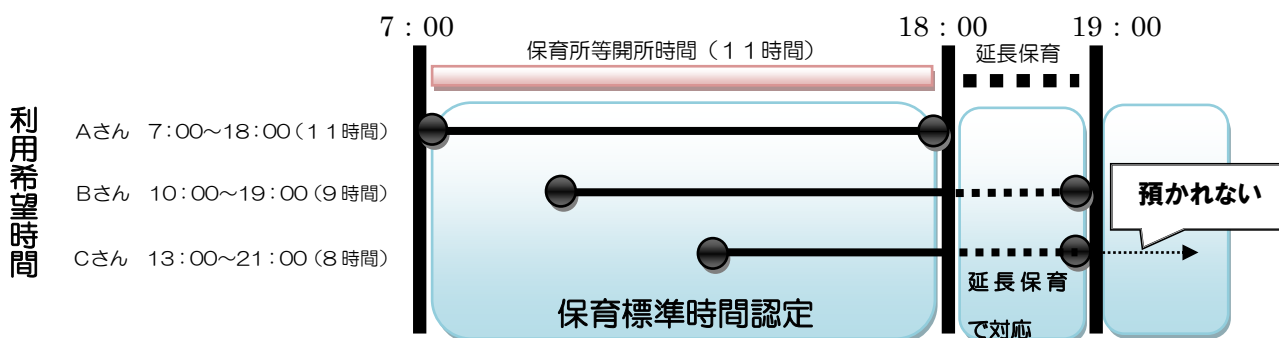 7：00
18：00
19：00
保育所等開所時間（１１時間）
延長保育
利用希望時間
Aさん　7：00～18：00（１１時間）
Bさん　10：00～19：00（９時間）
Cさん　13：00～21：00（８時間）
預かれない
保育標準時間認定
延長保育
で対応